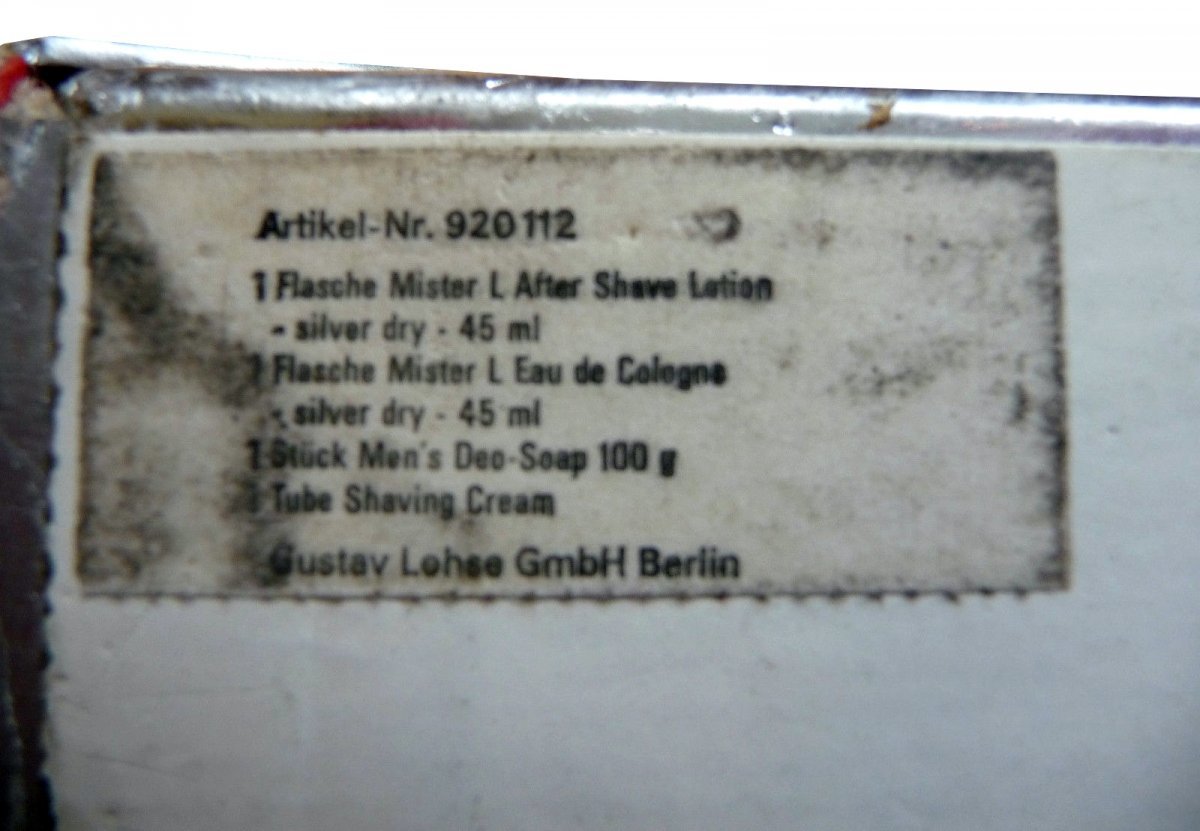 Artikel-Nr. 920112
1 Flasche Mister L After Shave Lotion
- silver dry - 45 ml
1 Flasche Mister L Eau de Cologne
- silver dry - 45 ml
1 Stück Men's Deo-Soap 100 g
1 Tube Shaving Cream
Gustav Lohse GmbH Berlin